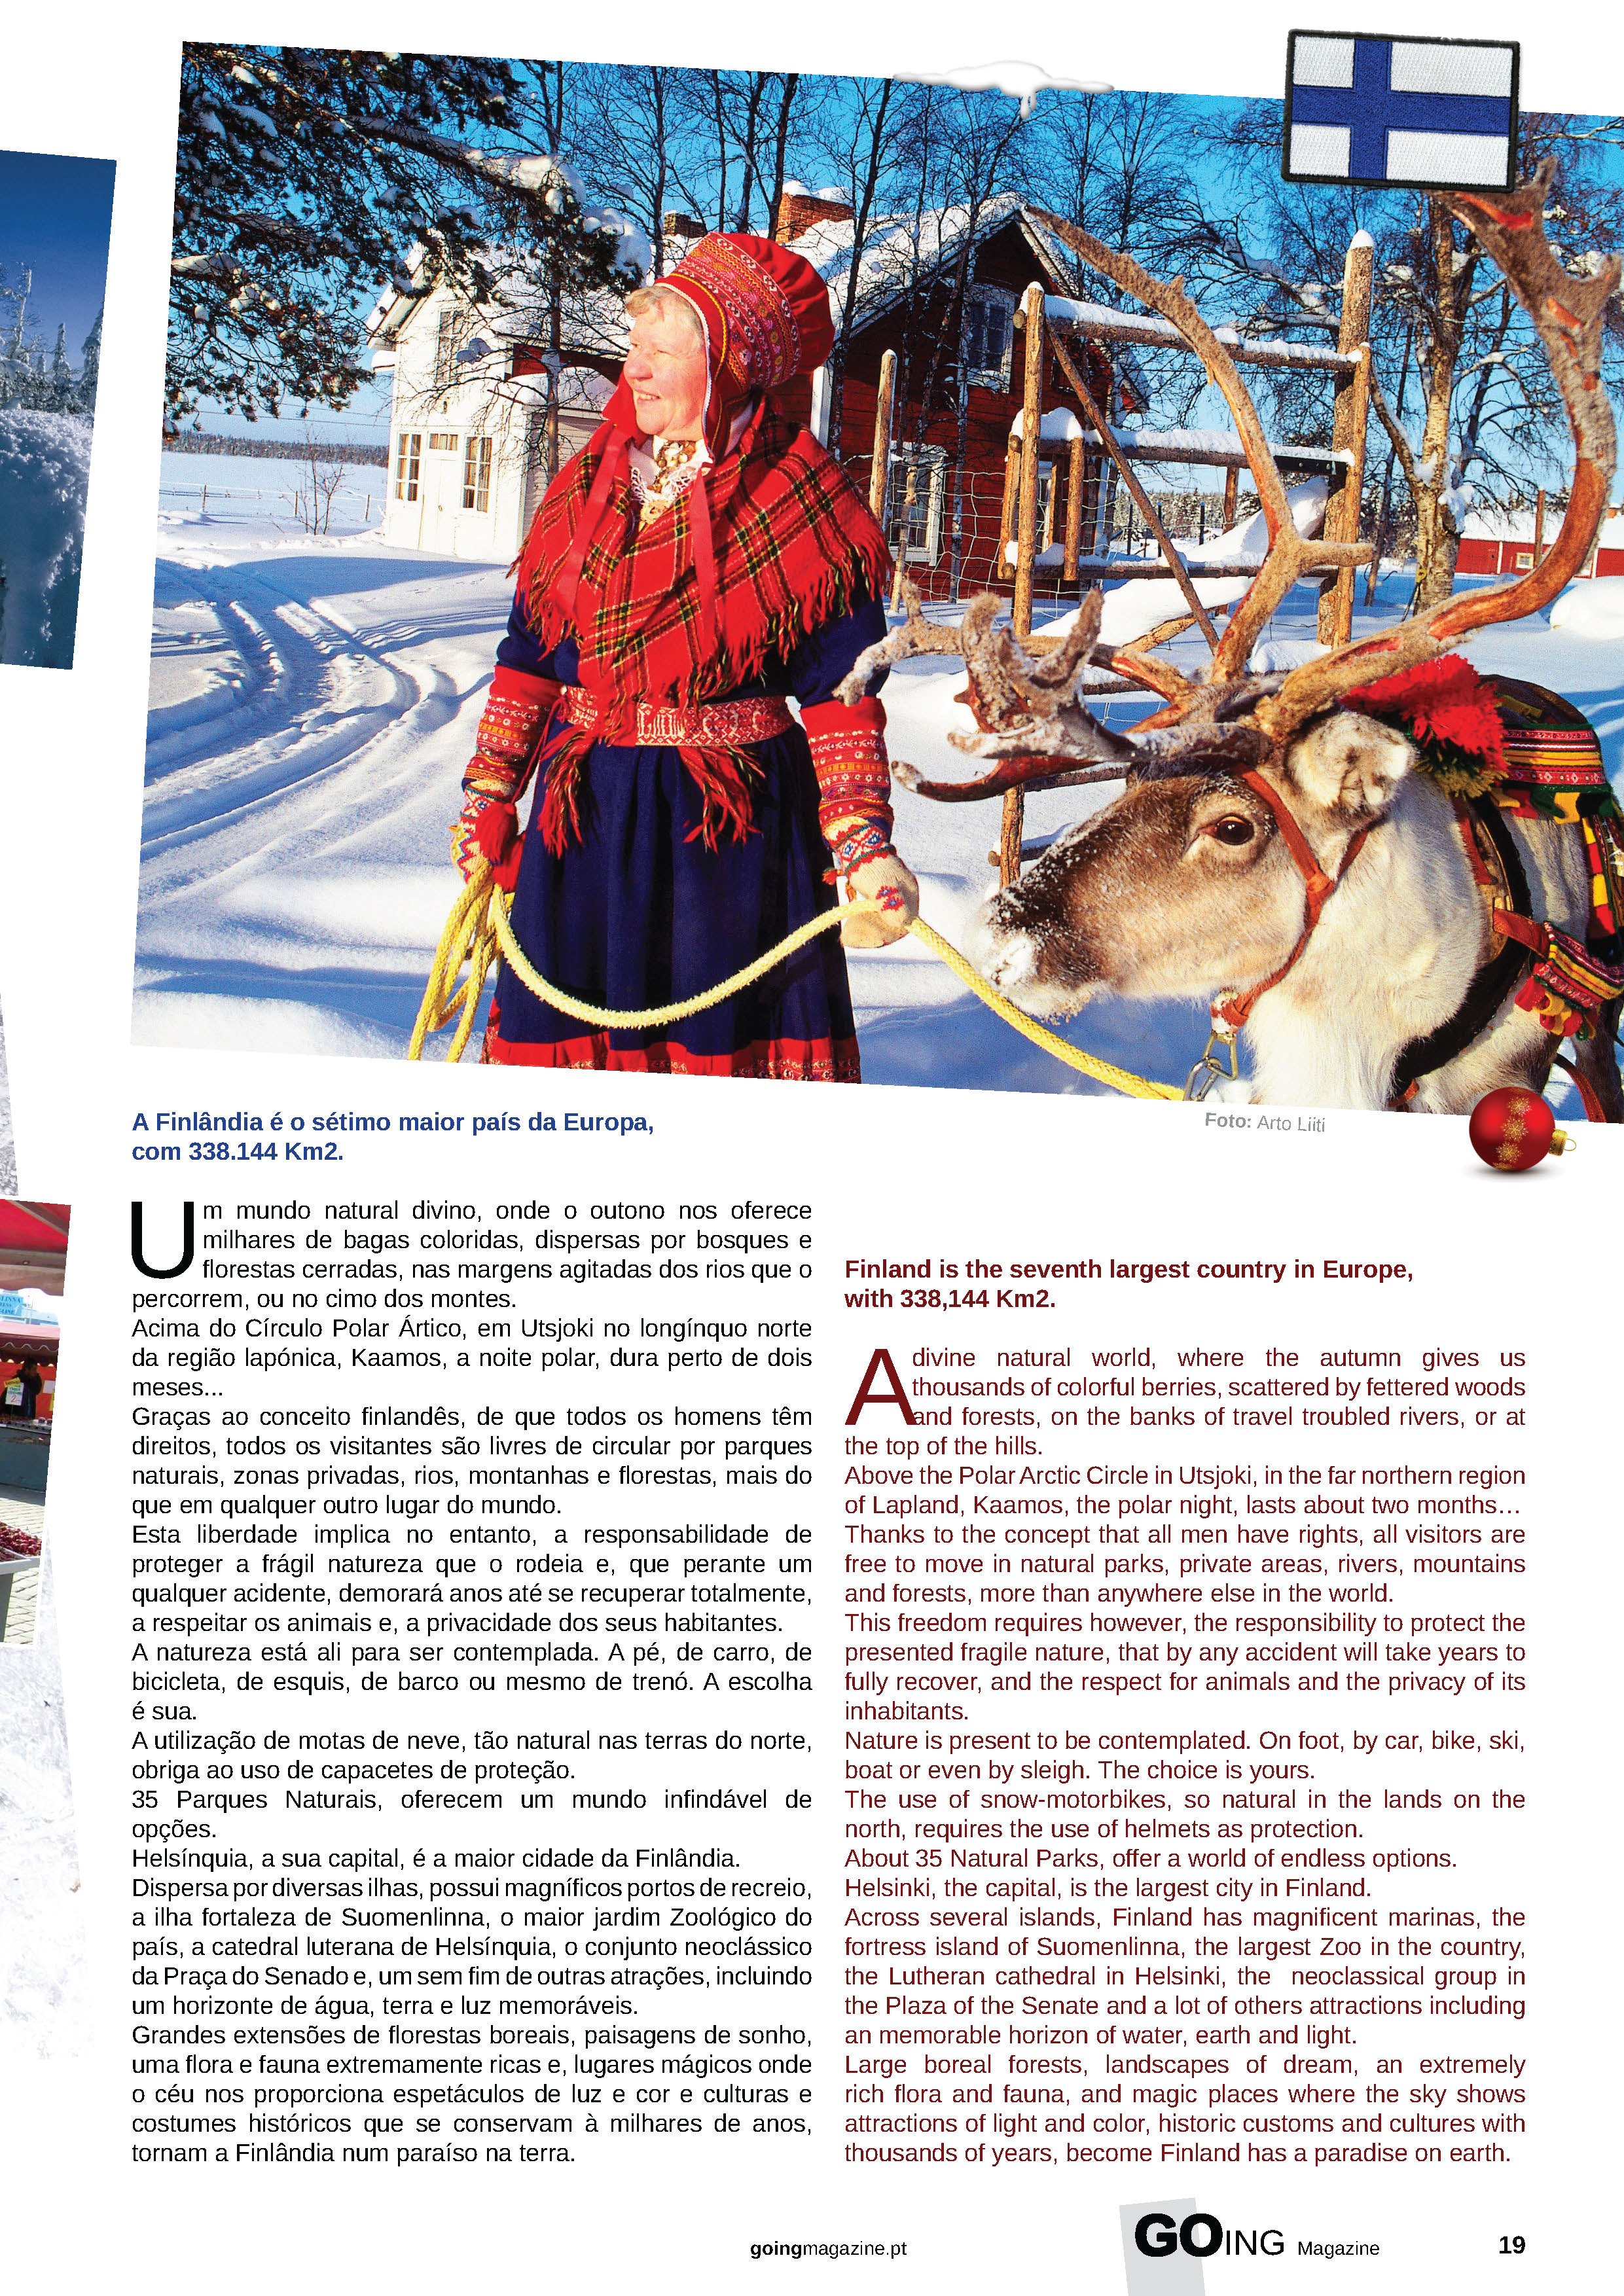 A Finlândia é o sétimo maior país da Europa,
com 338.144 Km2.
Foto: Arto Liiti
Um mundo natural divino, onde o outono nos oferece
milhares de bagas coloridas, dispersas por bosques e
florestas cerradas, nas margens agitadas dos rios que o
percorrem, ou no cimo dos montes.
Acima do Círculo Polar Ártico, em Utsjoki no longínquo norte
da região lapónica, Kaamos, a noite polar, dura perto de dois
meses...
Graças ao conceito finlandês, de que todos os homens têm
direitos, todos os visitantes são livres de circular por parques
naturais, zonas privadas, rios, montanhas e florestas, mais do
que em qualquer outro lugar do mundo.
Esta liberdade implica no entanto, a responsabilidade de
proteger a frágil natureza que o rodeia e, que perante um
qualquer acidente, demorará anos até se recuperar totalmente,
a respeitar os animais e, a privacidade dos seus habitantes.
A natureza está ali para ser contemplada. A pé, de carro, de
bicicleta, de esquis, de barco ou mesmo de trenó. A escolha
é sua.
A utilização de motas de neve, tão natural nas terras do norte,
obriga ao uso de capacetes de proteção.
35 Parques Naturais, oferecem um mundo infindável de
opções.
Helsínquia, a sua capital, é a maior cidade da Finlândia.
Dispersa por diversas ilhas, possui magníficos portos de recreio,
a ilha fortaleza de Suomenlinna, o maior jardim Zoológico do
país, a catedral luterana de Helsínquia, o conjunto neoclássico
da Praça do Senado e, um sem fim de outras atrações, incluindo
um horizonte de água, terra e luz memoráveis.
Grandes extensões de florestas boreais, paisagens de sonho,
uma flora e fauna extremamente ricas e, lugares mágicos onde
o céu nos proporciona espetáculos de luz e cor e culturas e
costumes históricos que se conservam à milhares de anos,
tornam a Finlândia num paraíso na terra.
Finland is the seventh largest country in Europe,
with 338,144 Km2.
A divine natural world, where the autumn gives us
thousands of colorful berries, scattered by fettered woods
and forests, on the banks of travel troubled rivers, or at
the top of the hills.
Above the Polar Arctic Circle in Utsjoki, in the far northern region
of Lapland, Kaamos, the polar night, lasts about two months…
Thanks to the concept that all men have rights, all visitors are
free to move in natural parks, private areas, rivers, mountains
and forests, more than anywhere else in the world.
This freedom requires however, the responsibility to protect the
presented fragile nature, that by any accident will take years to
fully recover, and the respect for animals and the privacy of its
inhabitants.
Nature is present to be contemplated. On foot, by car, bike, ski,
boat or even by sleigh. The choice is yours.
The use of snow-motorbikes, so natural in the lands on the
north, requires the use of helmets as protection.
About 35 Natural Parks, offer a world of endless options.
Helsinki, the capital, is the largest city in Finland.
Across several islands, Finland has magnificent marinas, the
fortress island of Suomenlinna, the largest Zoo in the country,
the Lutheran cathedral in Helsinki, the neoclassical group in
the Plaza of the Senate and a lot of others attractions including
an memorable horizon of water, earth and light.
Large boreal forests, landscapes of dream, an extremely
rich flora and fauna, and magic places where the sky shows
attractions of light and color, historic customs and cultures with
thousands of years, become Finland has a paradise on earth.
goingmagazine.pt
GOING Magazine
19